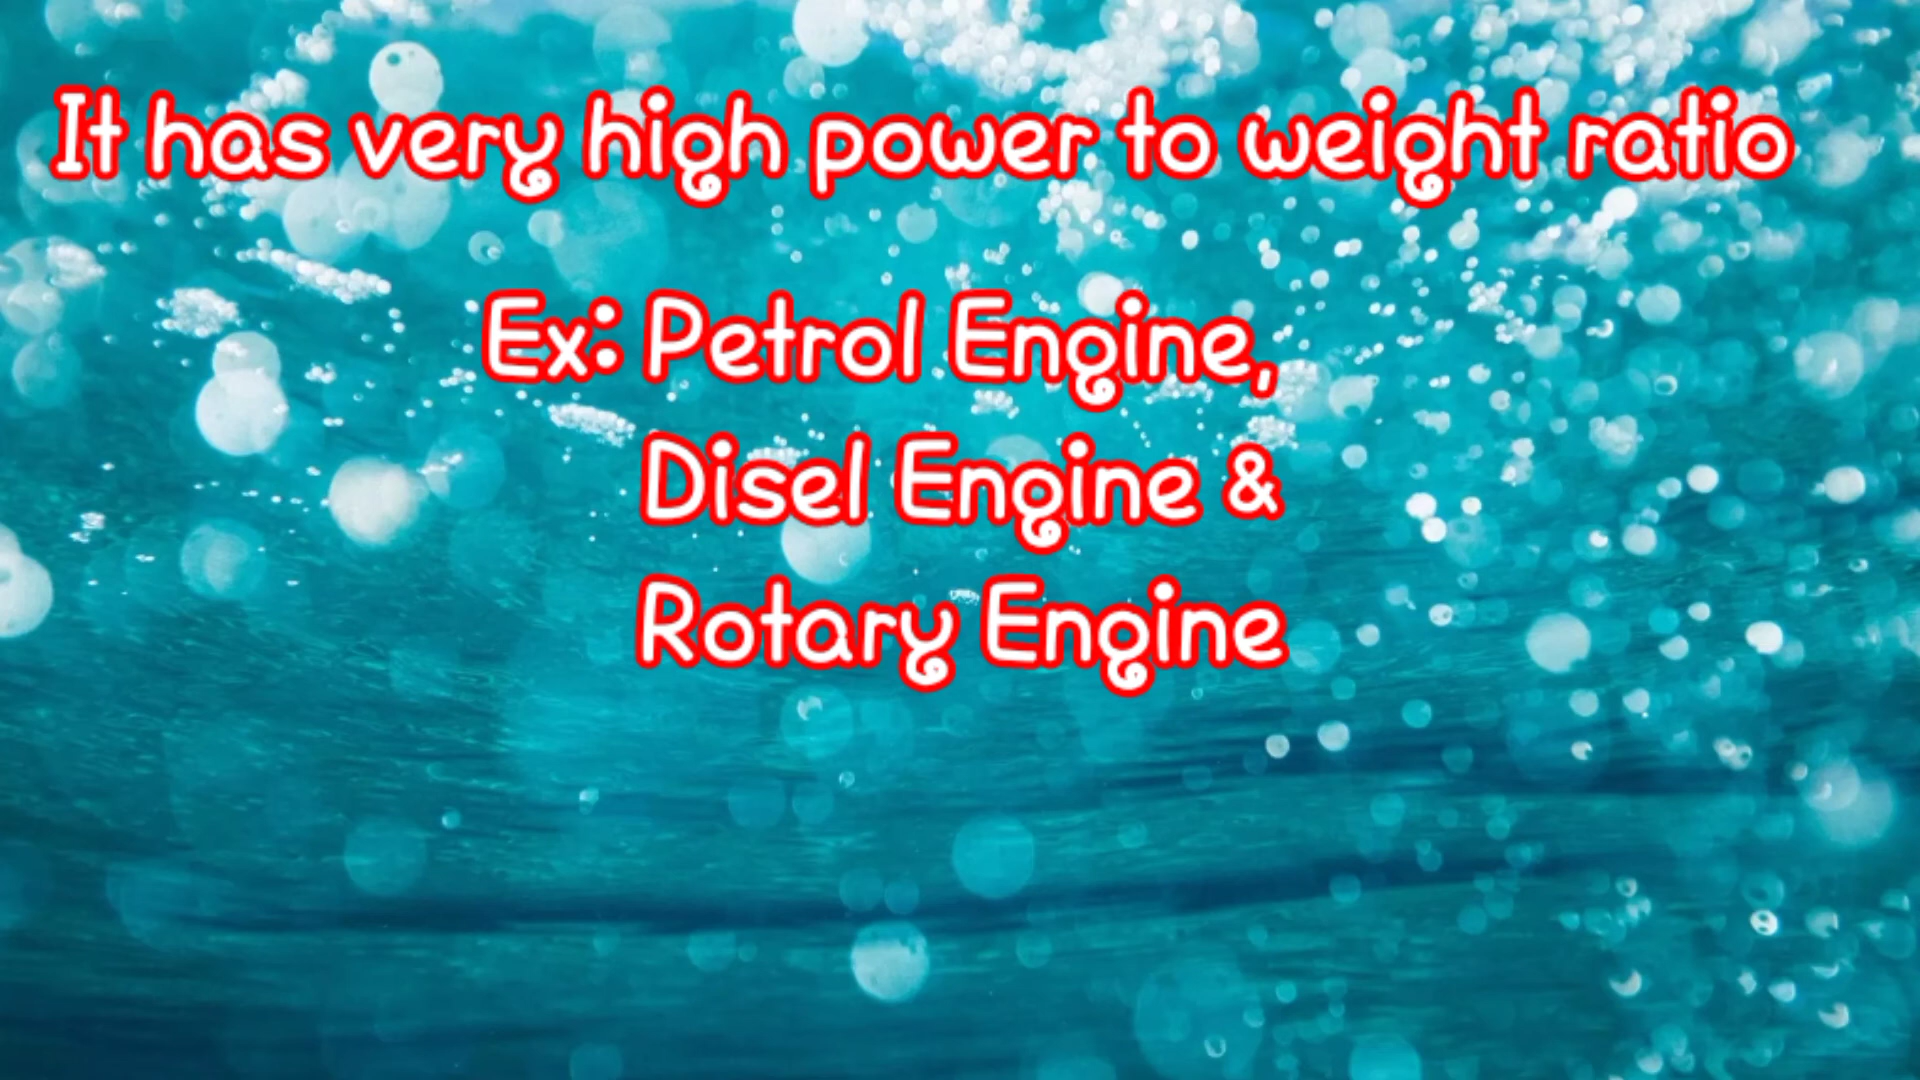 It has very high power to weight ratio
Ex: Petrol Engine,
Disel Engine &
Rotary Engine